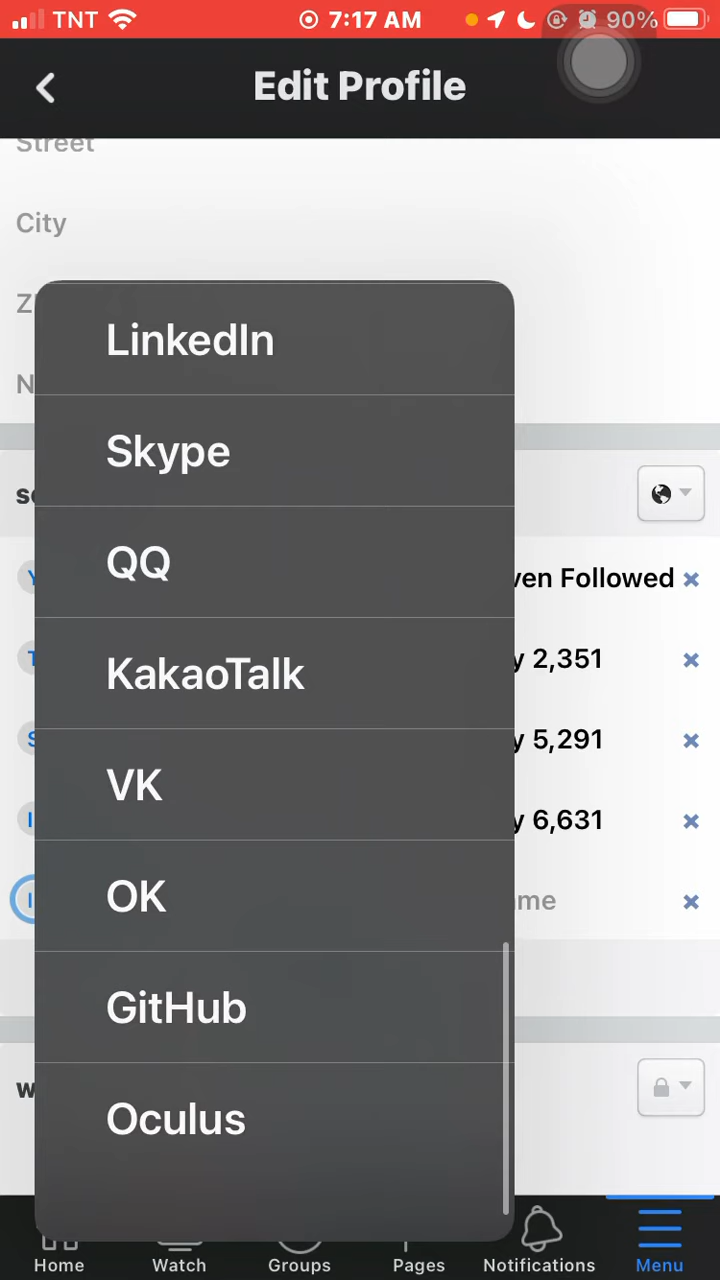 TNT 7:17 AM 90%
Edit Profile
Street
City
LinkedIn
Skype
QQ
ven Followed
KakaoTalk
y 2,351
VK
y 5,291
y 6,631
OK
me
GitHub
Oculus
Home Watch Groups Pages Notifications Menu